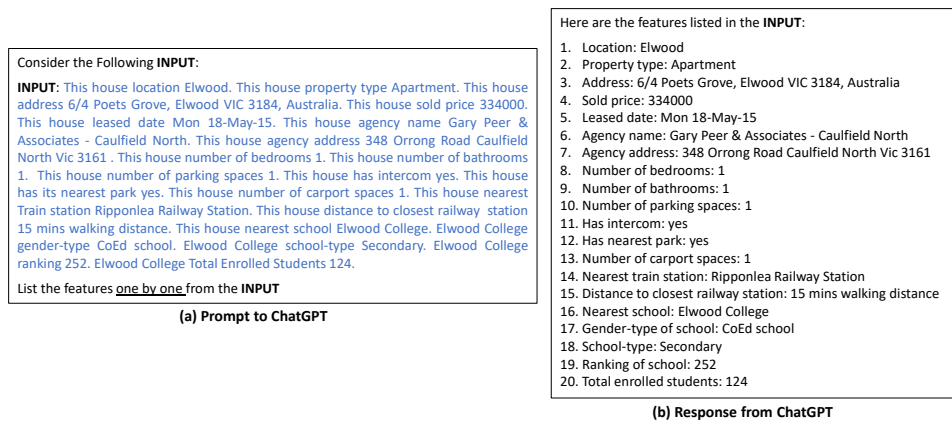 Consider the Following INPUT:
INPUT: This house location Elwood. This house property type Apartment. This house
address 6/4 Poets Grove, Elwood VIC 3184, Australia. This house sold price 334000.
This house leased date Mon 18-May-15. This house agency name Gary Peer &
Associates - Caulfield North. This house agency address 348 Orrong Road Caulfield
North Vic 3161 . This house number of bedrooms 1. This house number of bathrooms
1. This house number of parking spaces 1. This house has intercom yes. This house
has its nearest park yes. This house number of carport spaces 1. This house nearest
Train station Ripponlea Railway Station. This house distance to closest railway station
15 mins walking distance. This house nearest school Elwood College. Elwood College
gender-type CoEd school. Elwood College school-type Secondary. Elwood College
ranking 252. Elwood College Total Enrolled Students 124.
List the features one by one from the INPUT
(a) Prompt to ChatGPT
Here are the features listed in the INPUT:
1. Location: Elwood
2. Property type: Apartment
3. Address: 6/4 Poets Grove, Elwood VIC 3184, Australia
4. Sold price: 334000
5. Leased date: Mon 18-May-15
6. Agency name: Gary Peer & Associates - Caulfield North
7. Agency address: 348 Orrong Road Caulfield North Vic 3161
8. Number of bedrooms: 1
9. Number of bathrooms: 1
10. Number of parking spaces: 1
11. Has intercom: yes
12. Has nearest park: yes
13. Number of carport spaces: 1
14. Nearest train station: Ripponlea Railway Station
15. Distance to closest railway station: 15 mins walking distance
16. Nearest school: Elwood College
17. Gender-type of school: CoEd school
18. School-type: Secondary
19. Ranking of school: 252
20. Total enrolled students: 124
(b) Response from ChatGPT